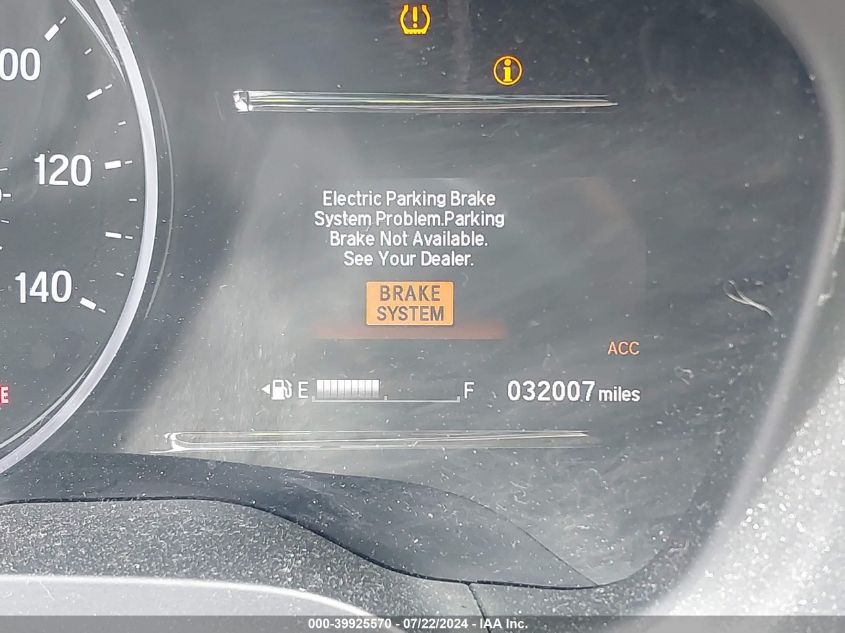 00
120
140
E
Electric Parking Brake
System Problem.Parking
Brake Not Available.
See Your Dealer.
BRAKE
SYSTEM
ACC
E F 032007 miles
000-39925570 - 07/22/2024 - IAA Inc.